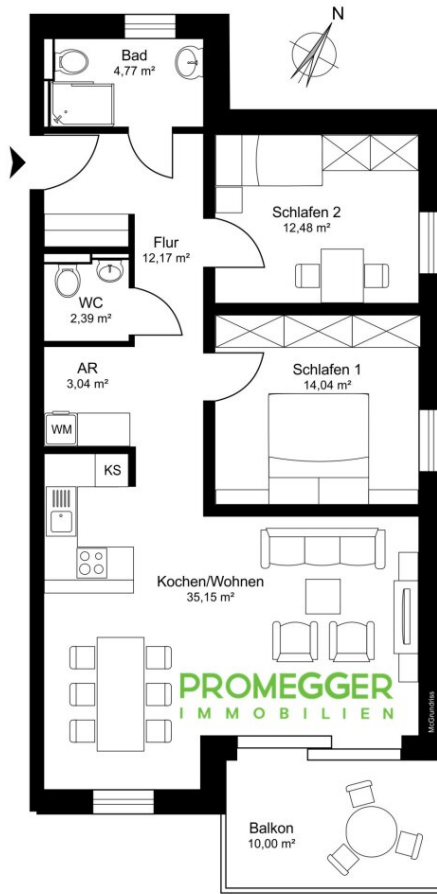 N
Bad
4,77 m²
Schlafen 2
12,48 m²
Flur
12,17 m²
WC
2,39 m²
AR
3,04 m²
Schlafen 1
14,04 m²
WM
KS
Kochen/Wohnen
35,15 m²
PROMEGGER
IMMOBILIEN
McGrundriss
Balkon
10,00 m²